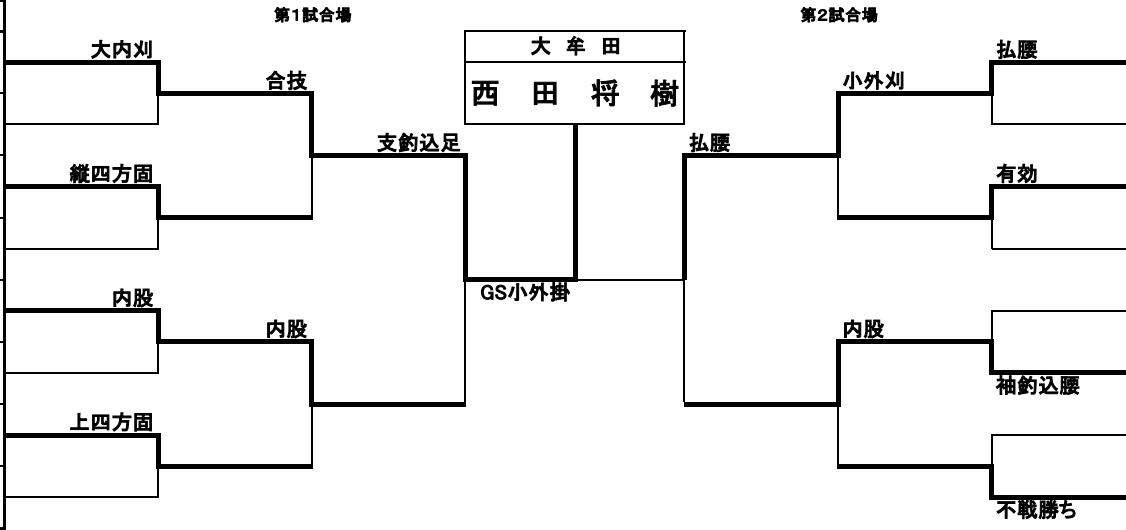 第1試合場
第2試合場
大牟田
西田将樹
大内刈
合技
支釣込足
縦四方固
内股
内股
上四方固
GS小外掛
払腰
小外刈
払腰
有効
内股
袖釣込腰
不戦勝ち